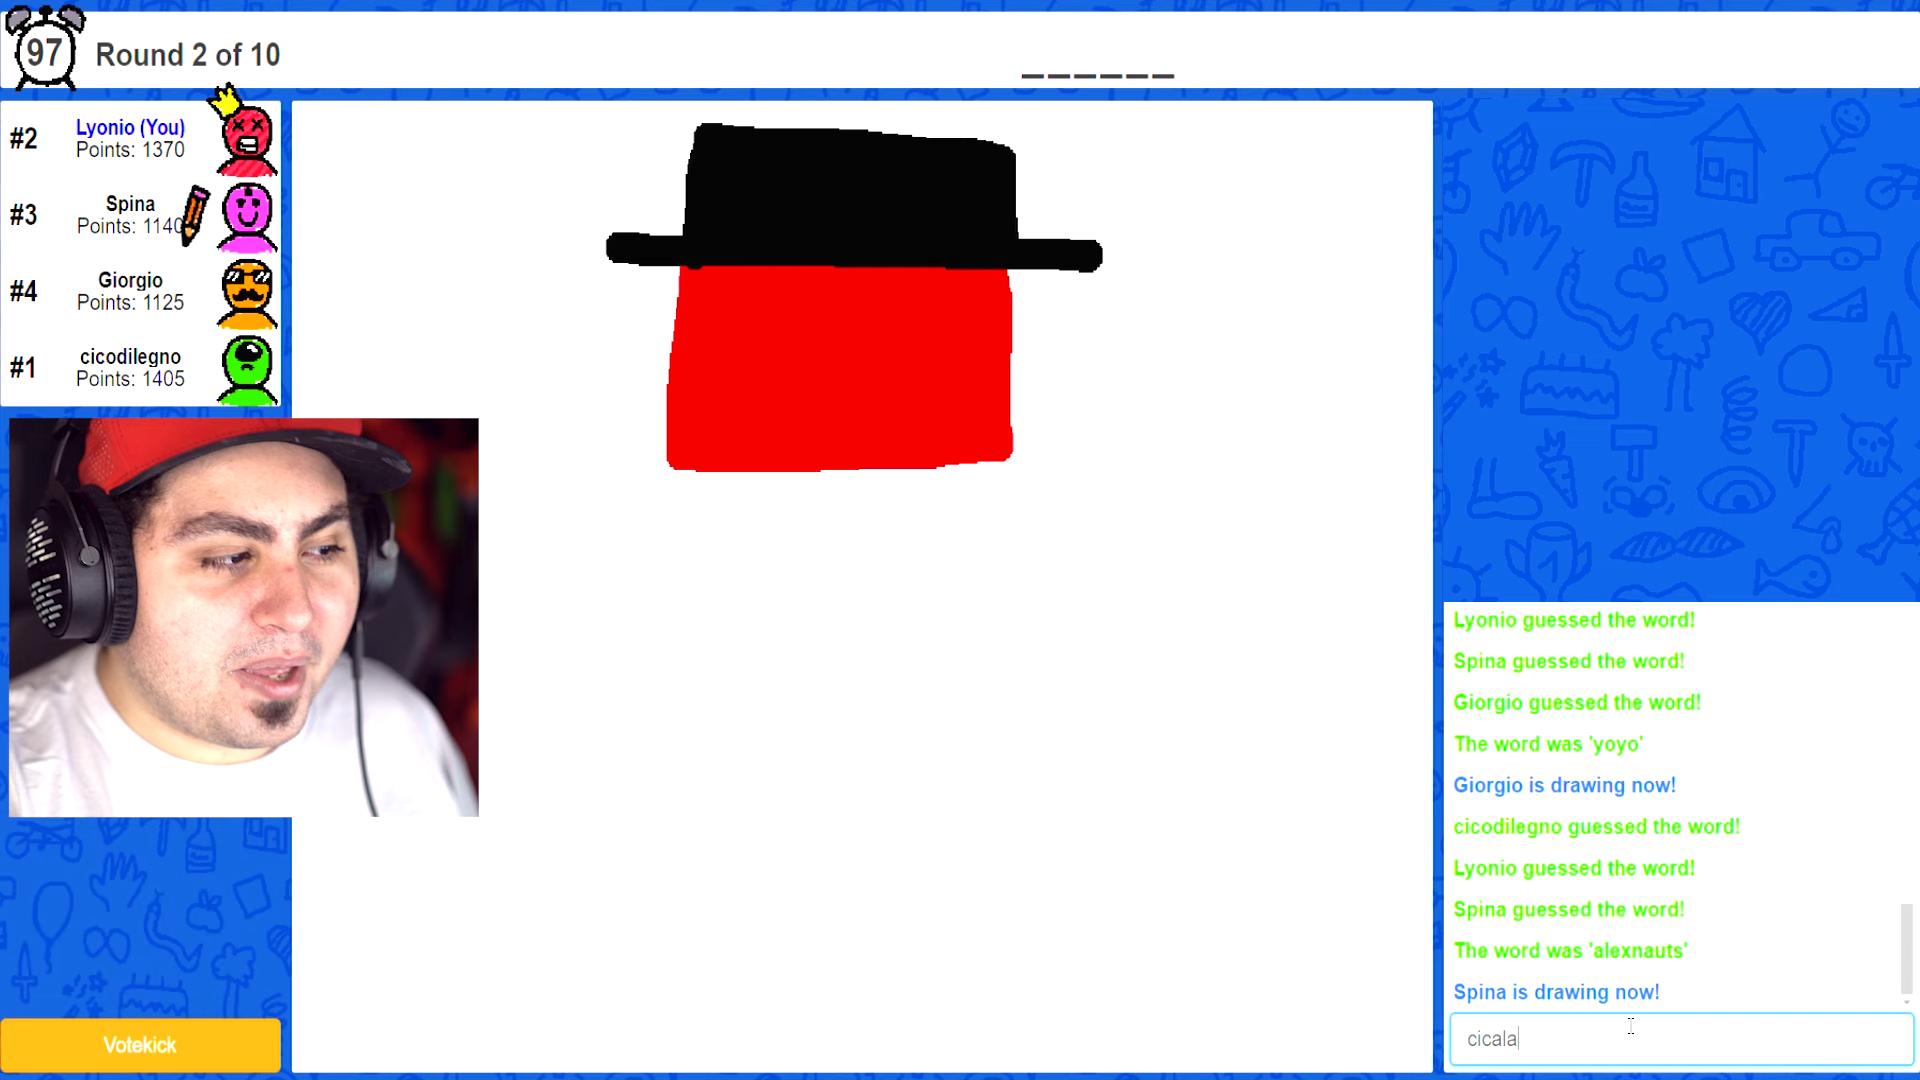 97
Round 2 of 10
______
#2
Lyonio (You)
Points: 1370
#3
Spina
Points: 1140
#4
Giorgio
Points: 1125
#1
cicodilegno
Points: 1405
Lyonio guessed the word!
Spina guessed the word!
Giorgio guessed the word!
The word was 'yoyo'
Giorgio is drawing now!
cicodilegno guessed the word!
Lyonio guessed the word!
Spina guessed the word!
The word was 'alexnauts'
Spina is drawing now!
cicala
Votekick